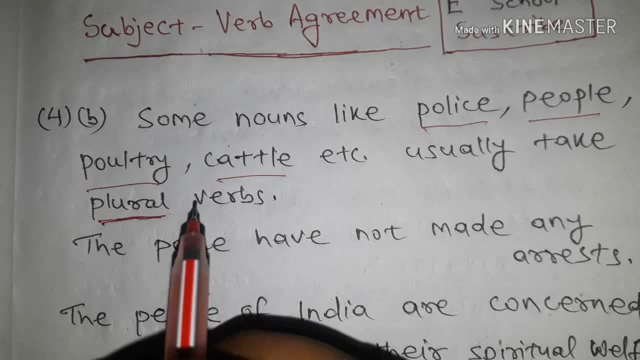 Subject-Verb Agreement
E School
Made with KINEMASTER
(4) (b) Some nouns like police, people,
poultry, cattle etc. usually take
plural verbs.
The have not made any
arrests.
The of India are concerned
their spiritual